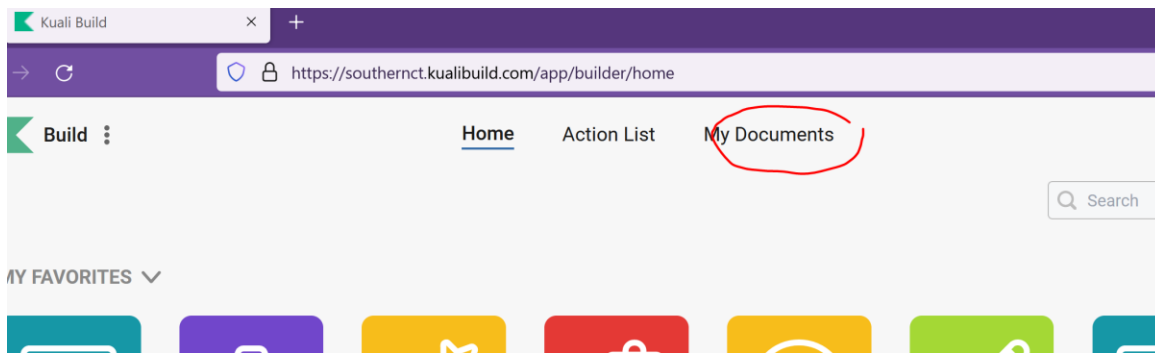 Kuali Build
https://southernct.kualibuild.com/app/builder/home
Build Home Action List My Documents
Search
MY FAVORITES